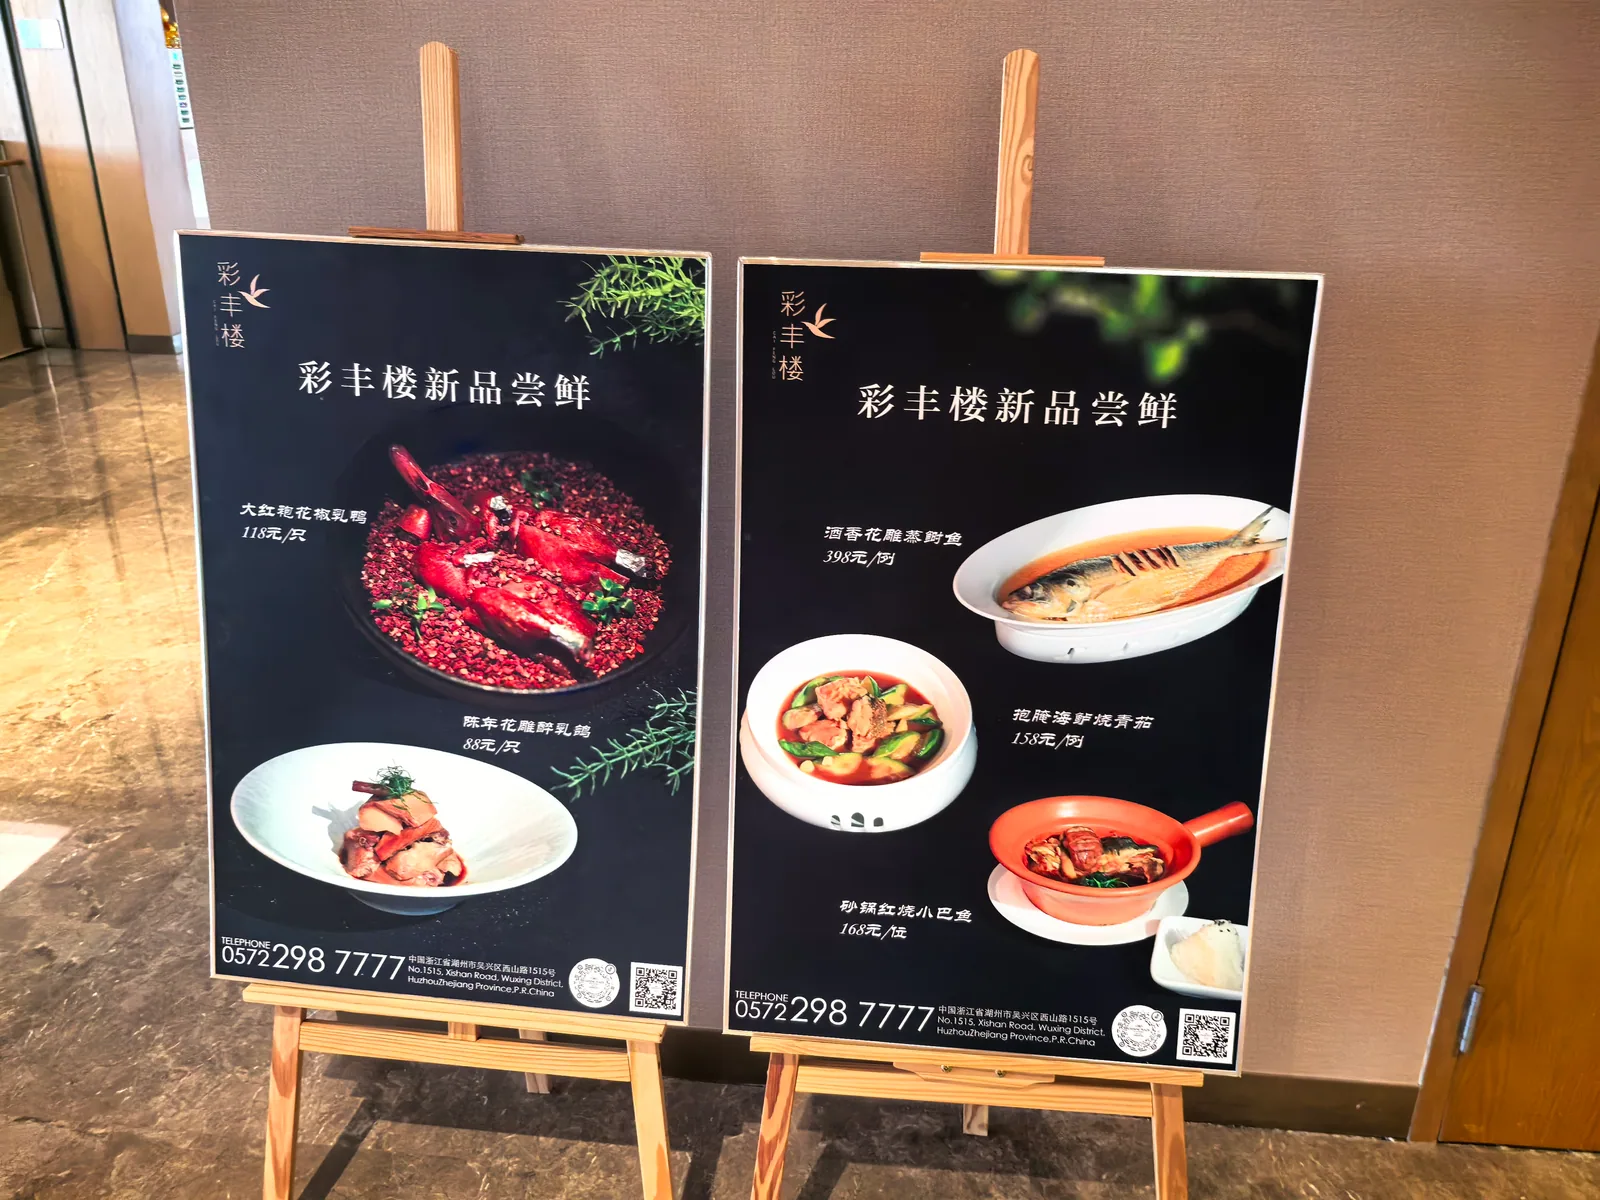 彩丰楼
彩丰楼新品尝鲜
大红袍花椒乳鸭
118元/只
陈年花雕醉乳鸽
88元/只
TELEPHONE
0572 298 7777
中国浙江省湖州市吴兴区西山路1515号
No.1515, Xishan Road, Wuxing District,
HuzhouZhejiang Province,P.R.China
彩丰楼
彩丰楼新品尝鲜
酒香花雕蒸鲥鱼
398元/例
抱腌海鲈烧青茄
158元/例
砂锅红烧小巴鱼
168元/位
TELEPHONE
0572 298 7777
中国浙江省湖州市吴兴区西山路1515号
No.1515, Xishan Road, Wuxing District,
HuzhouZhejiang Province,P.R.China